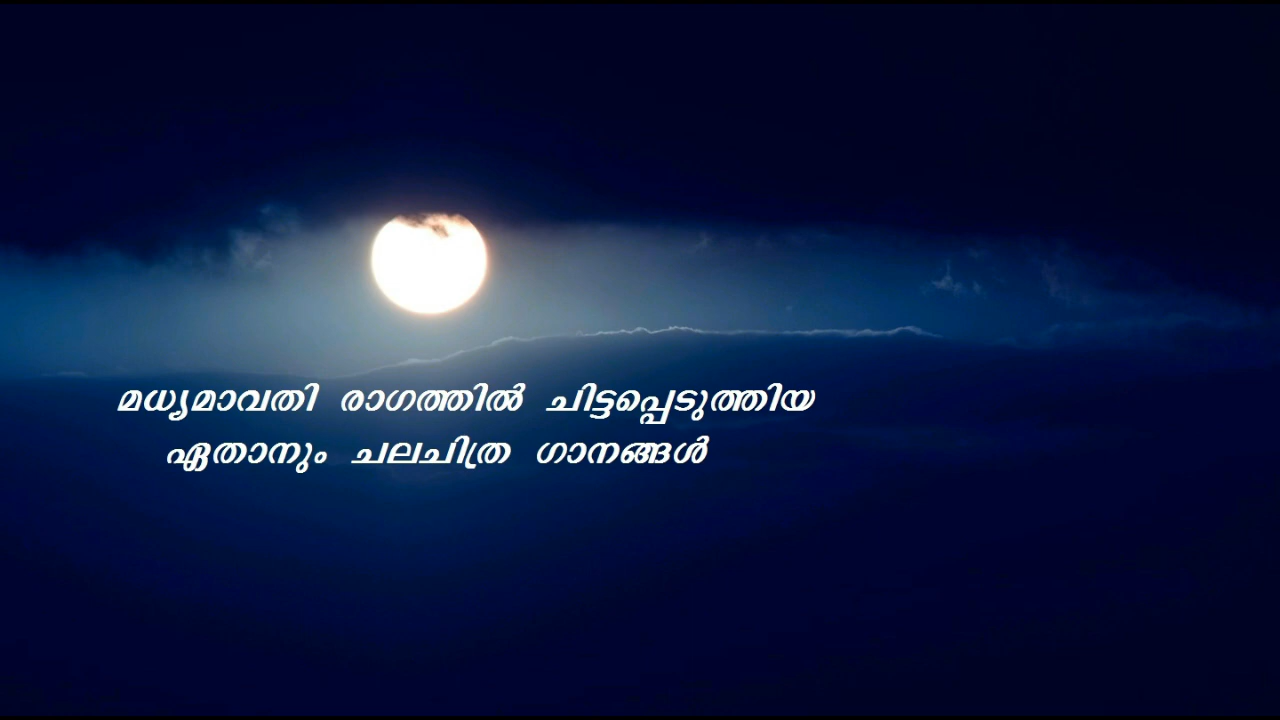 മധ്യമാവതി രാഗത്തിൽ ചിട്ടപ്പെടുത്തിയ
ഏതാനും ചലചിത്ര ഗാനങ്ങൾ